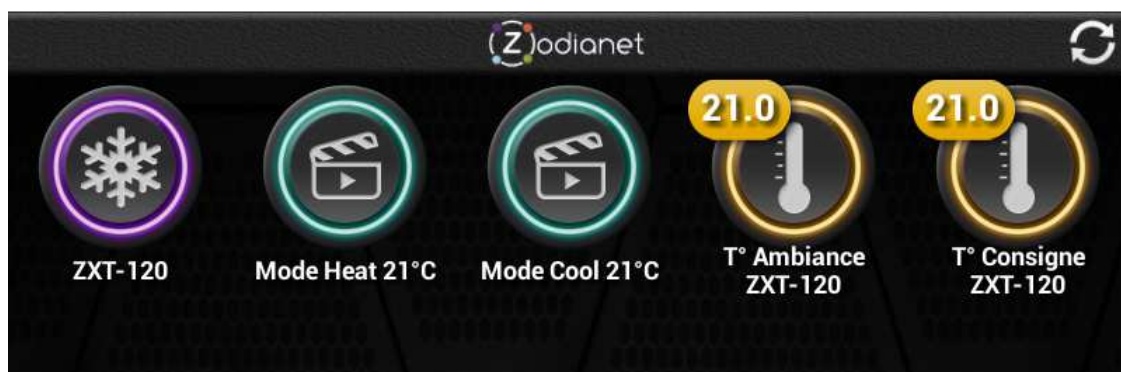 Zodianet
21.0
21.0
ZXT-120
Mode Heat 21°C
Mode Cool 21°C
T° Ambiance
ZXT-120
T° Consigne
ZXT-120